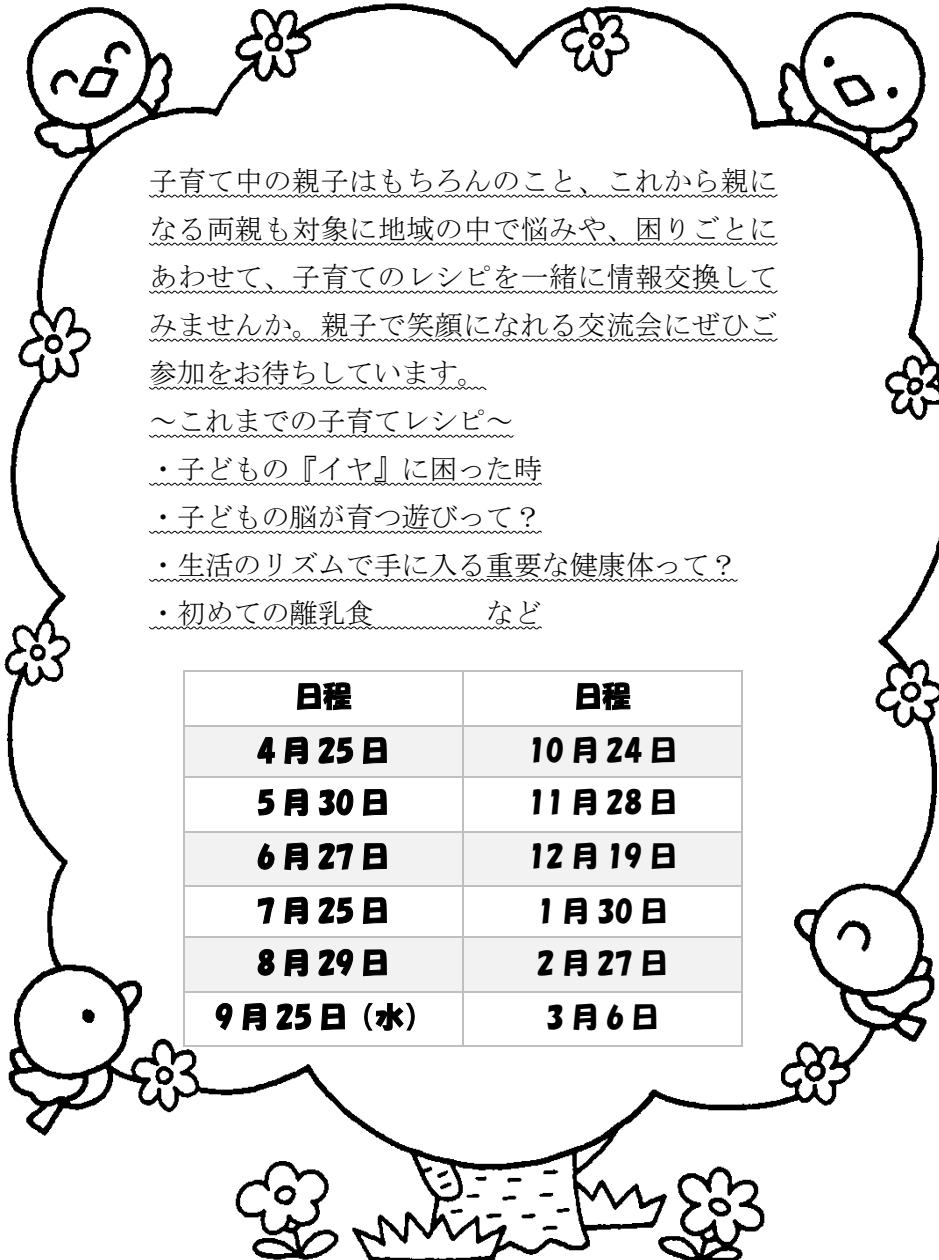 子育て中の親子はもちろんのこと、これから親に
なる両親も対象に地域の中で悩みや、困りごとに
あわせて、子育てのレシピを一緒に情報交換して
みませんか。親子で笑顔になれる交流会にぜひご
参加をお待ちしています。
~これまでの子育てレシピ~
・子どもの『イヤ』に困った時
・子どもの脳が育つ遊びって?
・生活のリズムで手に入る重要な健康体って?
・初めての離乳食　　　　など
日程 日程
4月25日 10月24日
5月30日 11月28日
6月27日 12月19日
7月25日 1月30日
8月29日 2月27日
9月25日(水) 3月6日